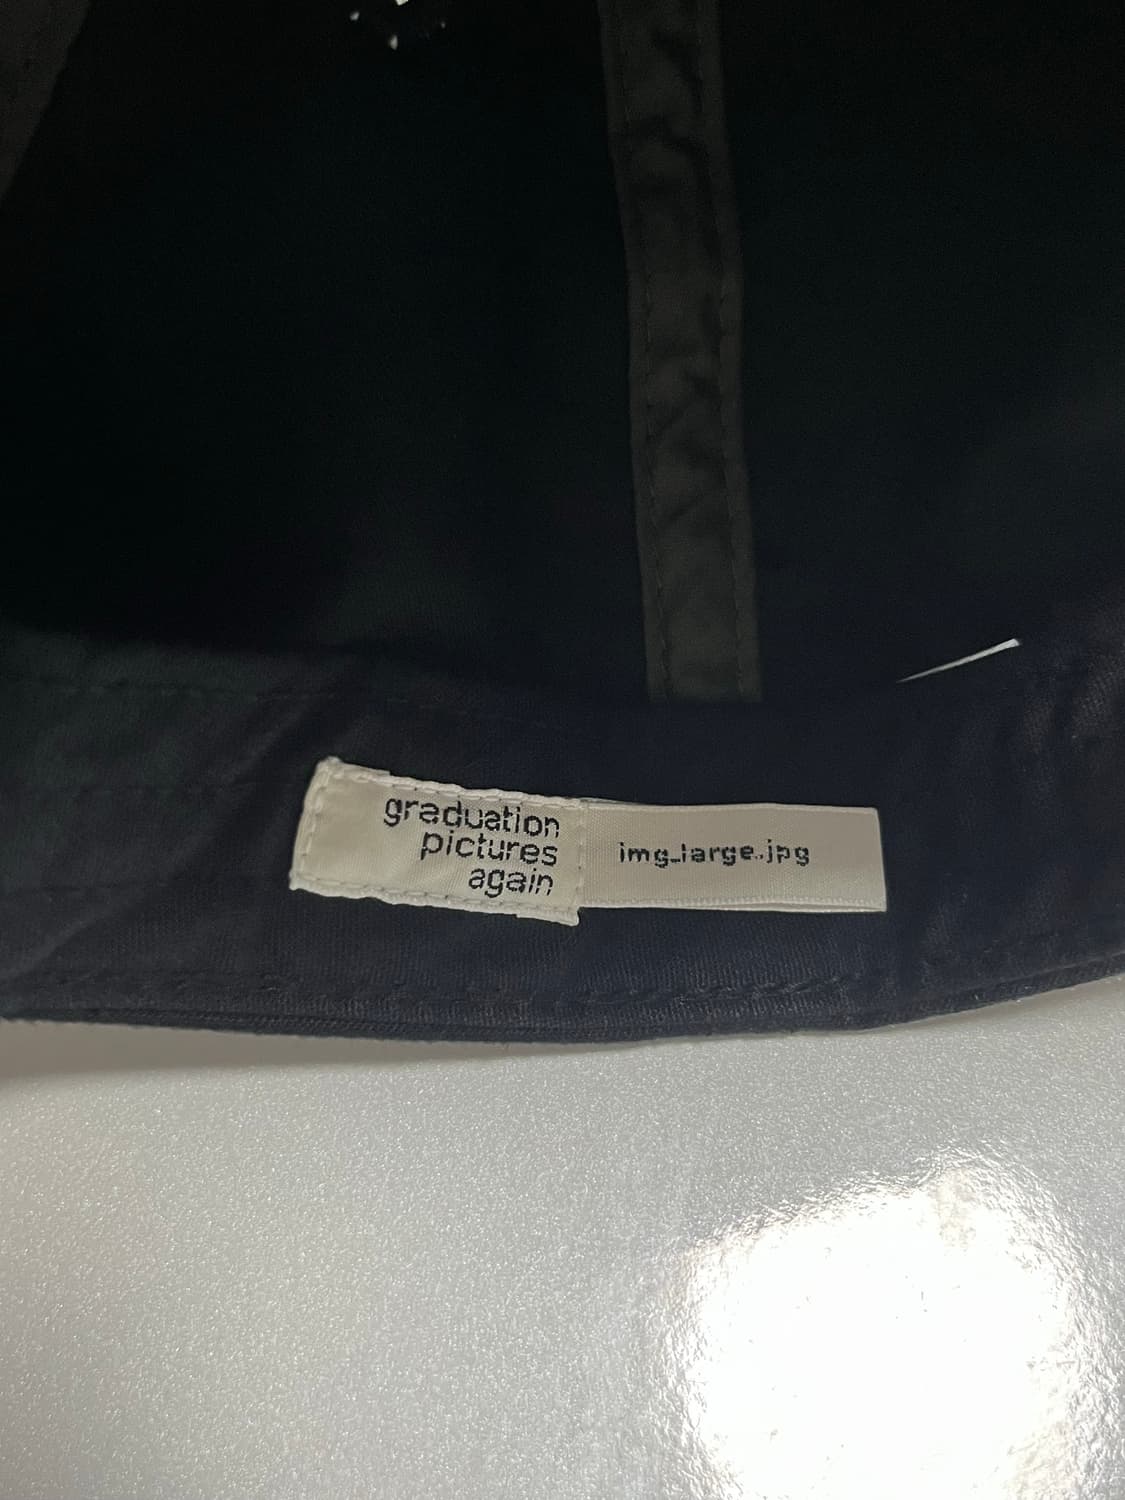 graduation
pictures
again
img_large.jpg